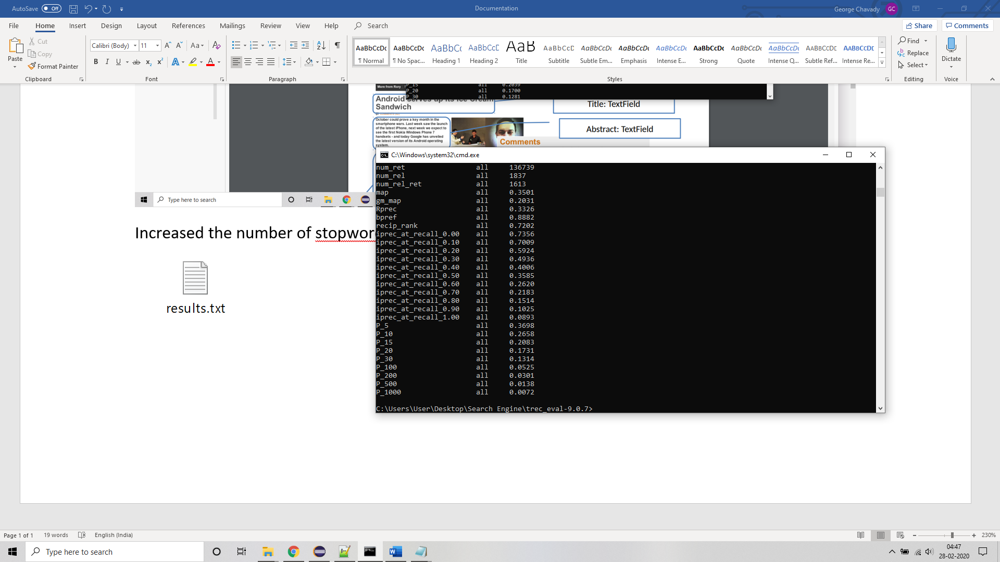 AutoSave Off
Documentation
George Chavady GC
File Home Insert Design Layout References Mailings Review View Help Search
Share Comments
Paste
Cut
Copy
Format Painter
Clipboard
Calibri (Body) 11
Font
Paragraph
AaBbCcDc AaBbCcDc AaBbCc AaBbCcD AaB AaBbCcD AaBbCcDc AaBbCcDc AaBbCcDc AaBbCcDc AaBbCcDc AaBbCcDc AABBCCDE AABBCCDE
¶ Normal ¶ No Spac... Heading 1 Heading 2 Title Subtitle Subtle Em... Emphasis Intense E... Strong Quote Intense Q... Subtle Ref... Intense Re...
Styles
Find
Replace
Select
Editing
Dictate
Voice
More from Rory
P_15 all 0.2039
P_20 all 0.1700
P_30 all 0.1281
Android serves up its Ice Cream
Sandwich
Title: TextField
October could prove a key month in the
smartphone wars. Last week saw the launch
of the latest iPhone, next week we expect to
see the first Nokia Windows Phone 7
handsets - and today Google has unveiled
the latest version of its Android operating
system.
Abstract: TextField
Comments
Type here to search
Increased the number of stopwor
results.txt
C:\Windows\system32\cmd.exe
num_ret all 136739
num_rel all 1837
num_rel_ret all 1613
map all 0.3501
gm_map all 0.2031
Rprec all 0.3326
bpref all 0.8882
recip_rank all 0.7202
iprec_at_recall_0.00 all 0.7356
iprec_at_recall_0.10 all 0.7009
iprec_at_recall_0.20 all 0.5924
iprec_at_recall_0.30 all 0.4936
iprec_at_recall_0.40 all 0.4006
iprec_at_recall_0.50 all 0.3585
iprec_at_recall_0.60 all 0.2620
iprec_at_recall_0.70 all 0.2183
iprec_at_recall_0.80 all 0.1514
iprec_at_recall_0.90 all 0.1025
iprec_at_recall_1.00 all 0.0893
P_5 all 0.3698
P_10 all 0.2658
P_15 all 0.2083
P_20 all 0.1731
P_30 all 0.1314
P_100 all 0.0525
P_200 all 0.0301
P_500 all 0.0138
P_1000 all 0.0072
C:\Users\User\Desktop\Search Engine\trec_eval-9.0.7>
Page 1 of 1 19 words English (India)
230%
Type here to search
04:47
28-02-2020